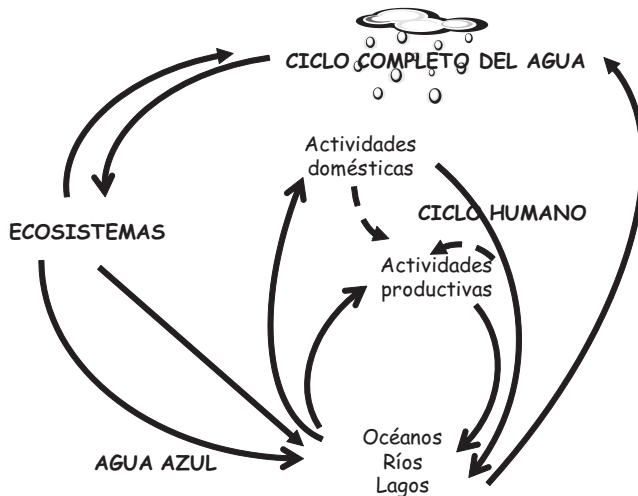 CICLO COMPLETO DEL AGUA
Actividades
domésticas
CICLO HUMANO
ECOSISTEMAS
Actividades
productivas
Océanos
Ríos
Lagos
AGUA AZUL